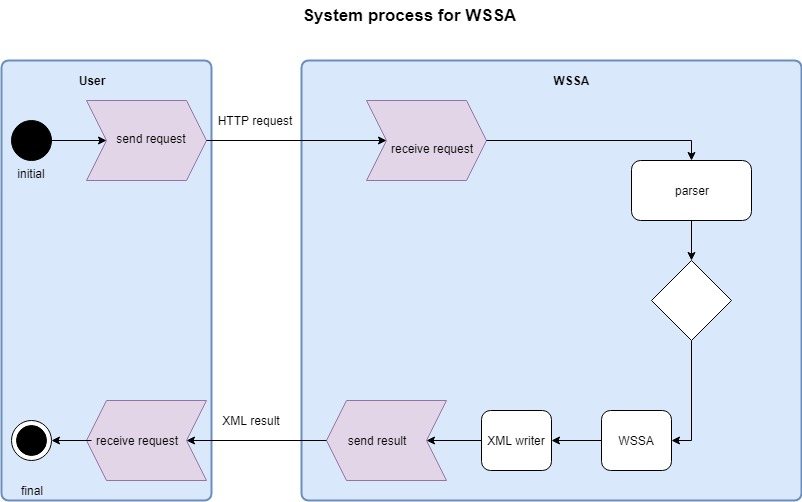 System process for WSSA
User
WSSA
HTTP request
send request
receive request
initial
parser
XML result
receive request
send result
XML writer
WSSA
final